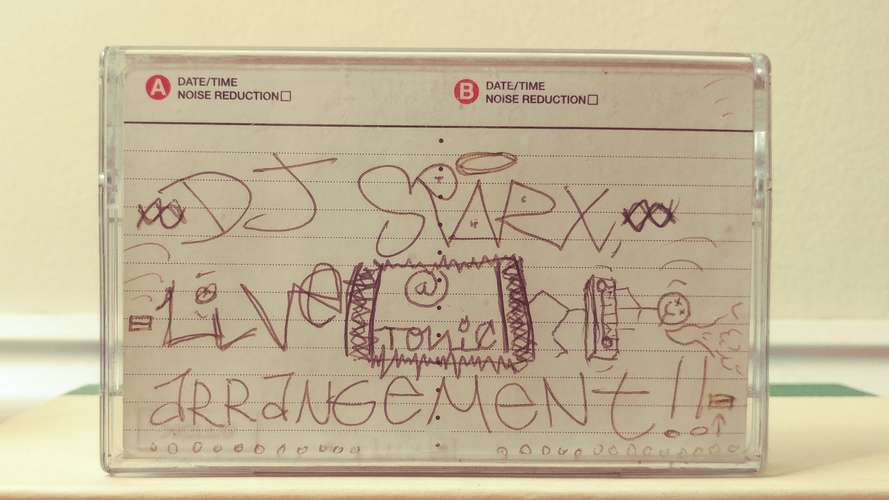 A DATE/TIME
NOISE REDUCTION
B DATE/TIME
NOISE REDUCTION
DJ SPARX,
Live @
TONiC
aRRaNGeMeNt!!